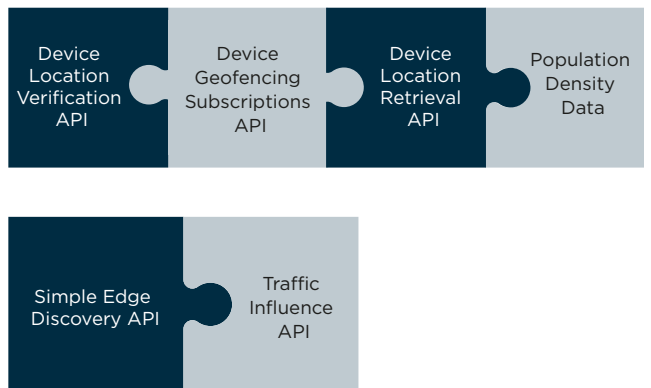 Device
Location
Verification
API
Device
Geofencing
Subscriptions
API
Device
Location
Retrieval
API
Population
Density
Data
Simple Edge
Discovery API
Traffic
Influence
API